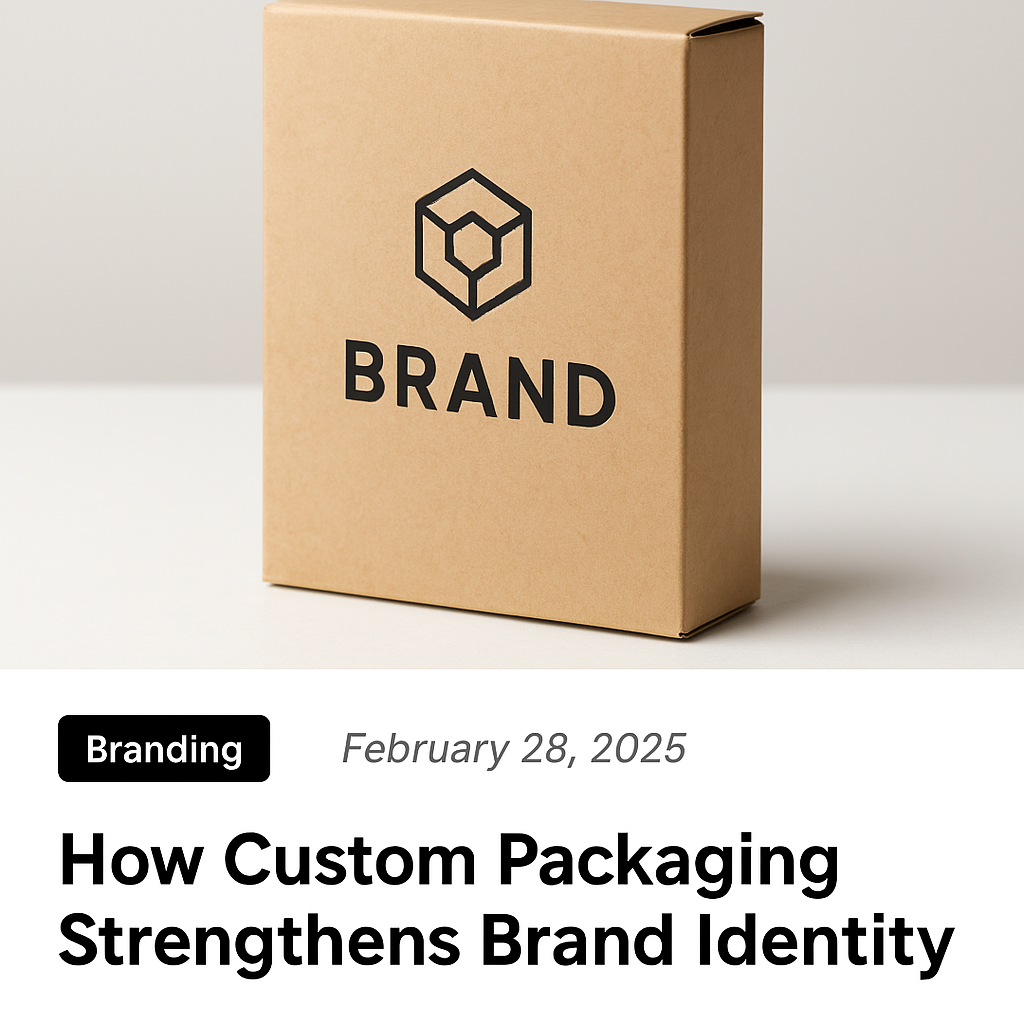 BRAND
Branding
February 28, 2025
How Custom Packaging
Strengthens Brand Identity